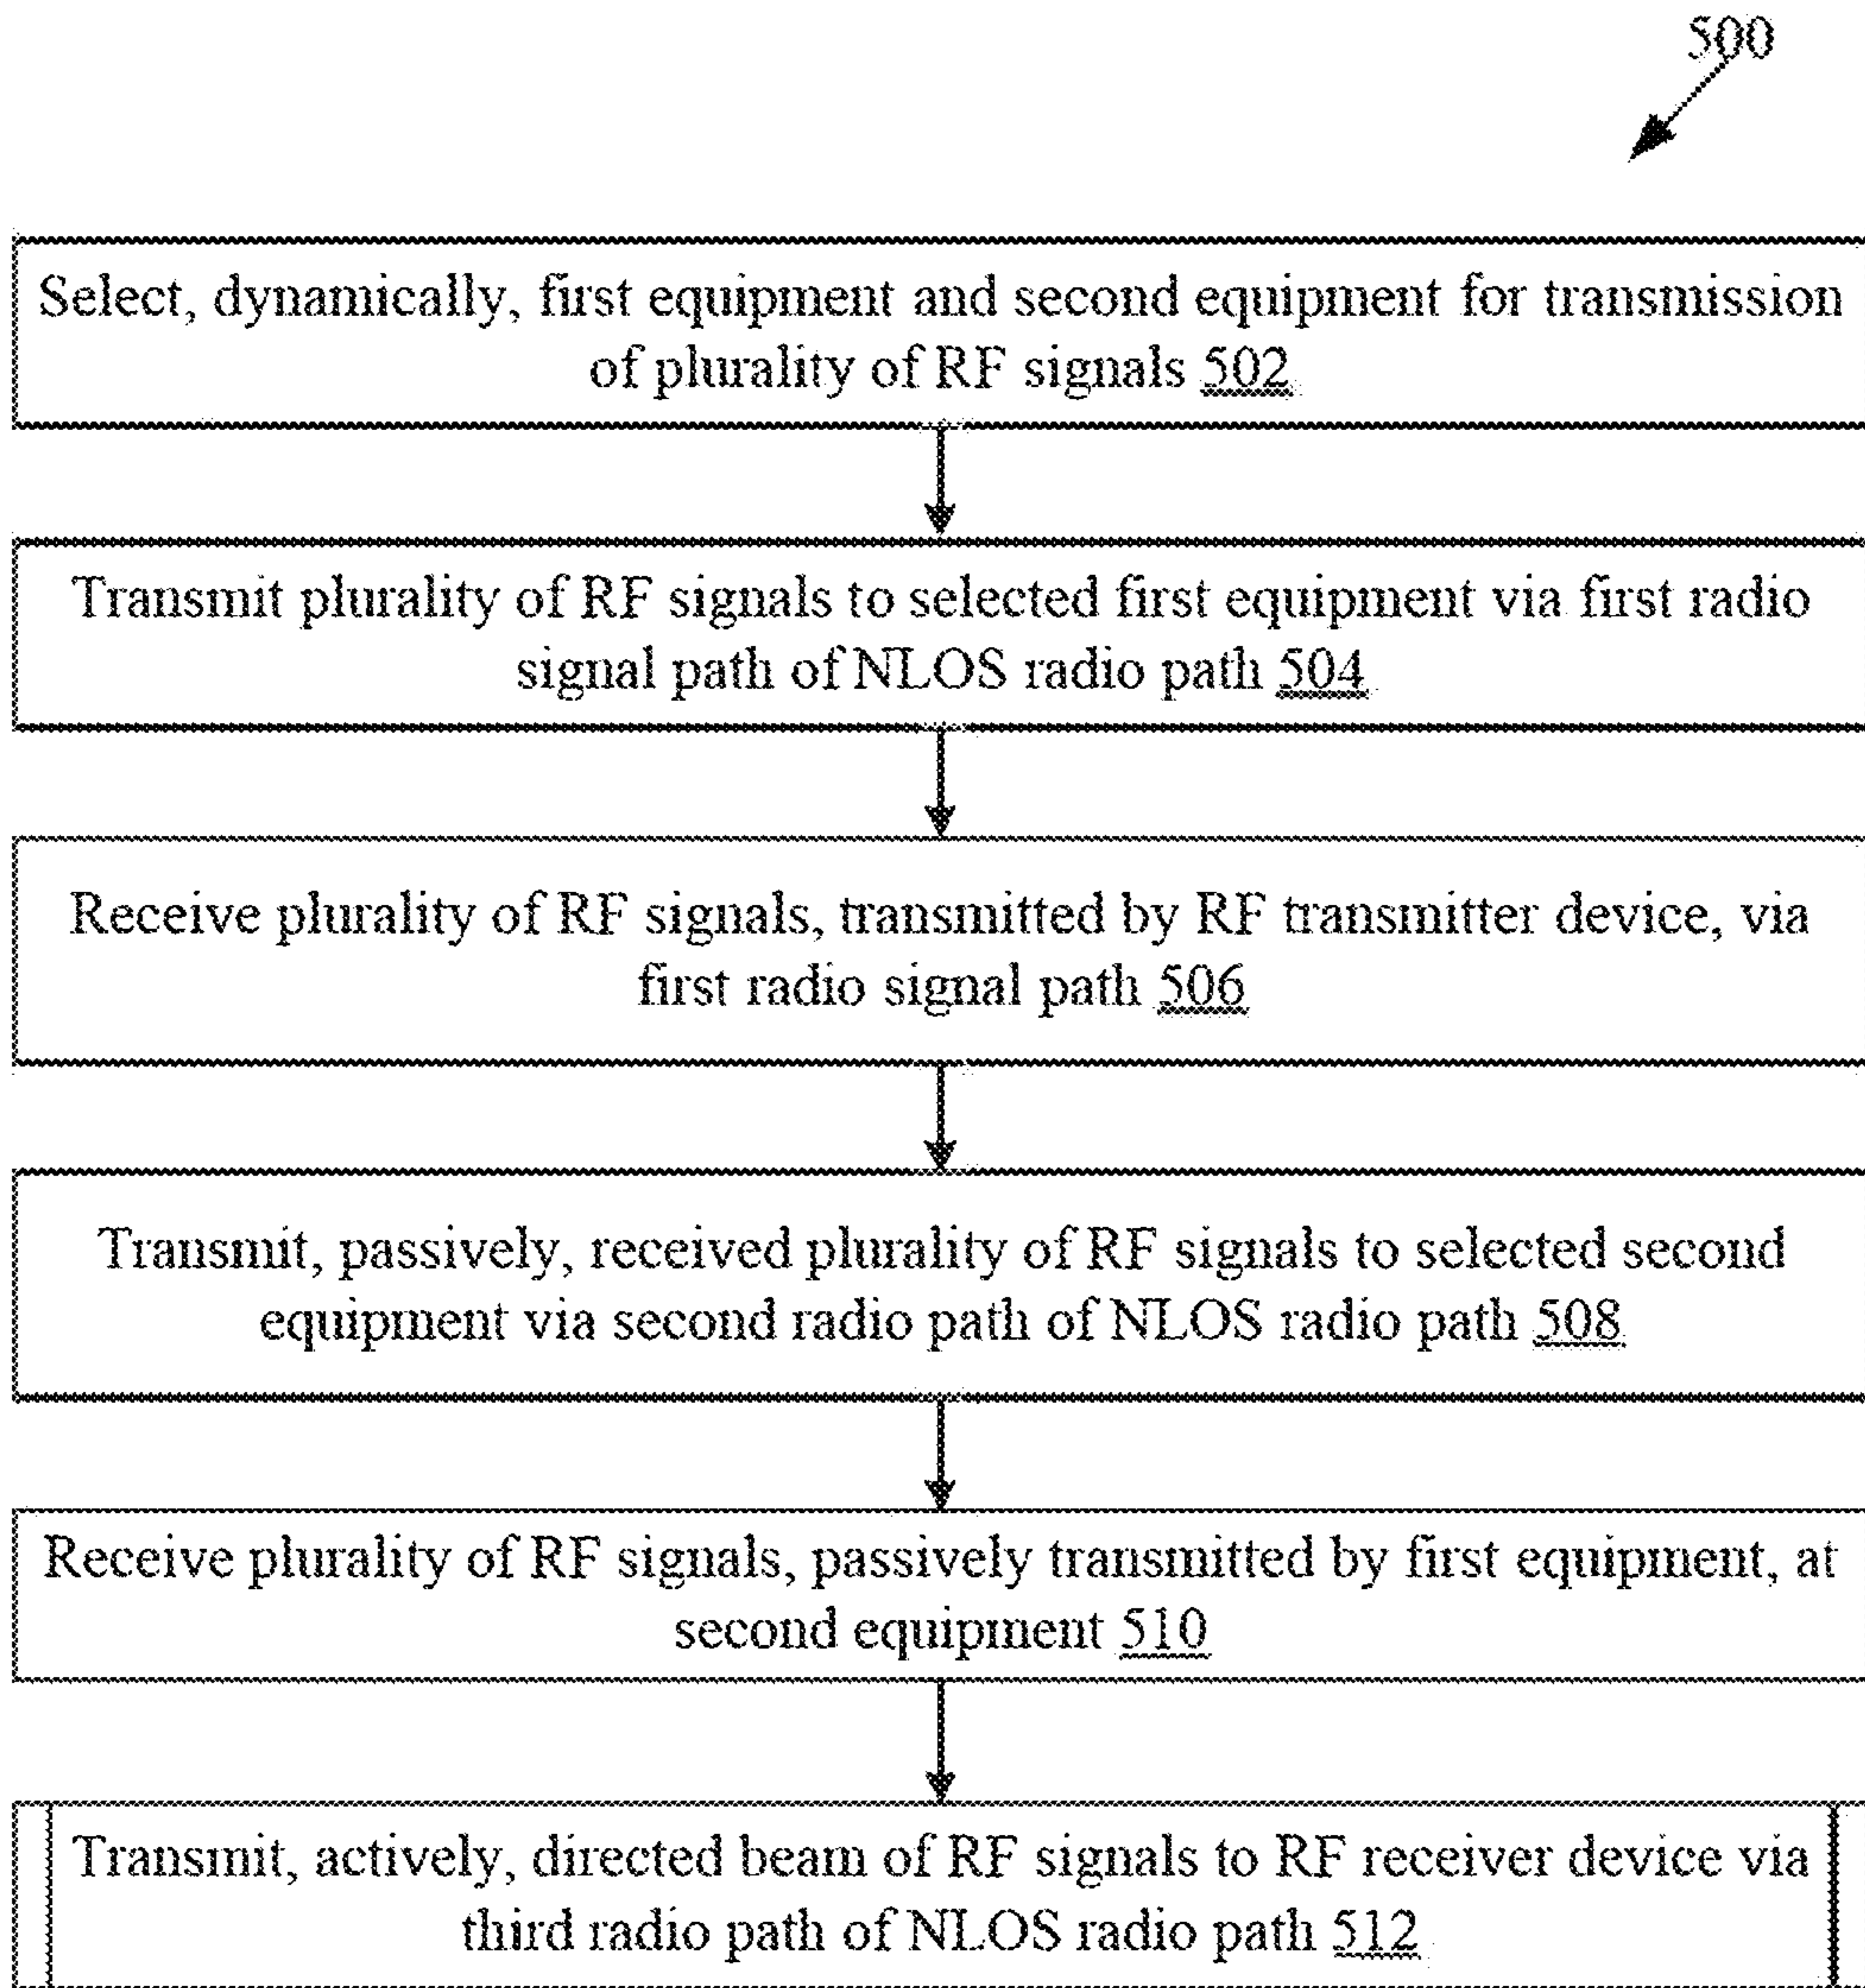 500
Select, dynamically, first equipment and second equipment for transmission
of plurality of RF signals 502
Transmit plurality of RF signals to selected first equipment via first radio
signal path of NLOS radio path 504
Receive plurality of RF signals, transmitted by RF transmitter device, via
first radio signal path 506
Transmit, passively, received plurality of RF signals to selected second
equipment via second radio path of NLOS radio path 508
Receive plurality of RF signals, passively transmitted by first equipment, at
second equipment 510
Transmit, actively, directed beam of RF signals to RF receiver device via
third radio path of NLOS radio path 512